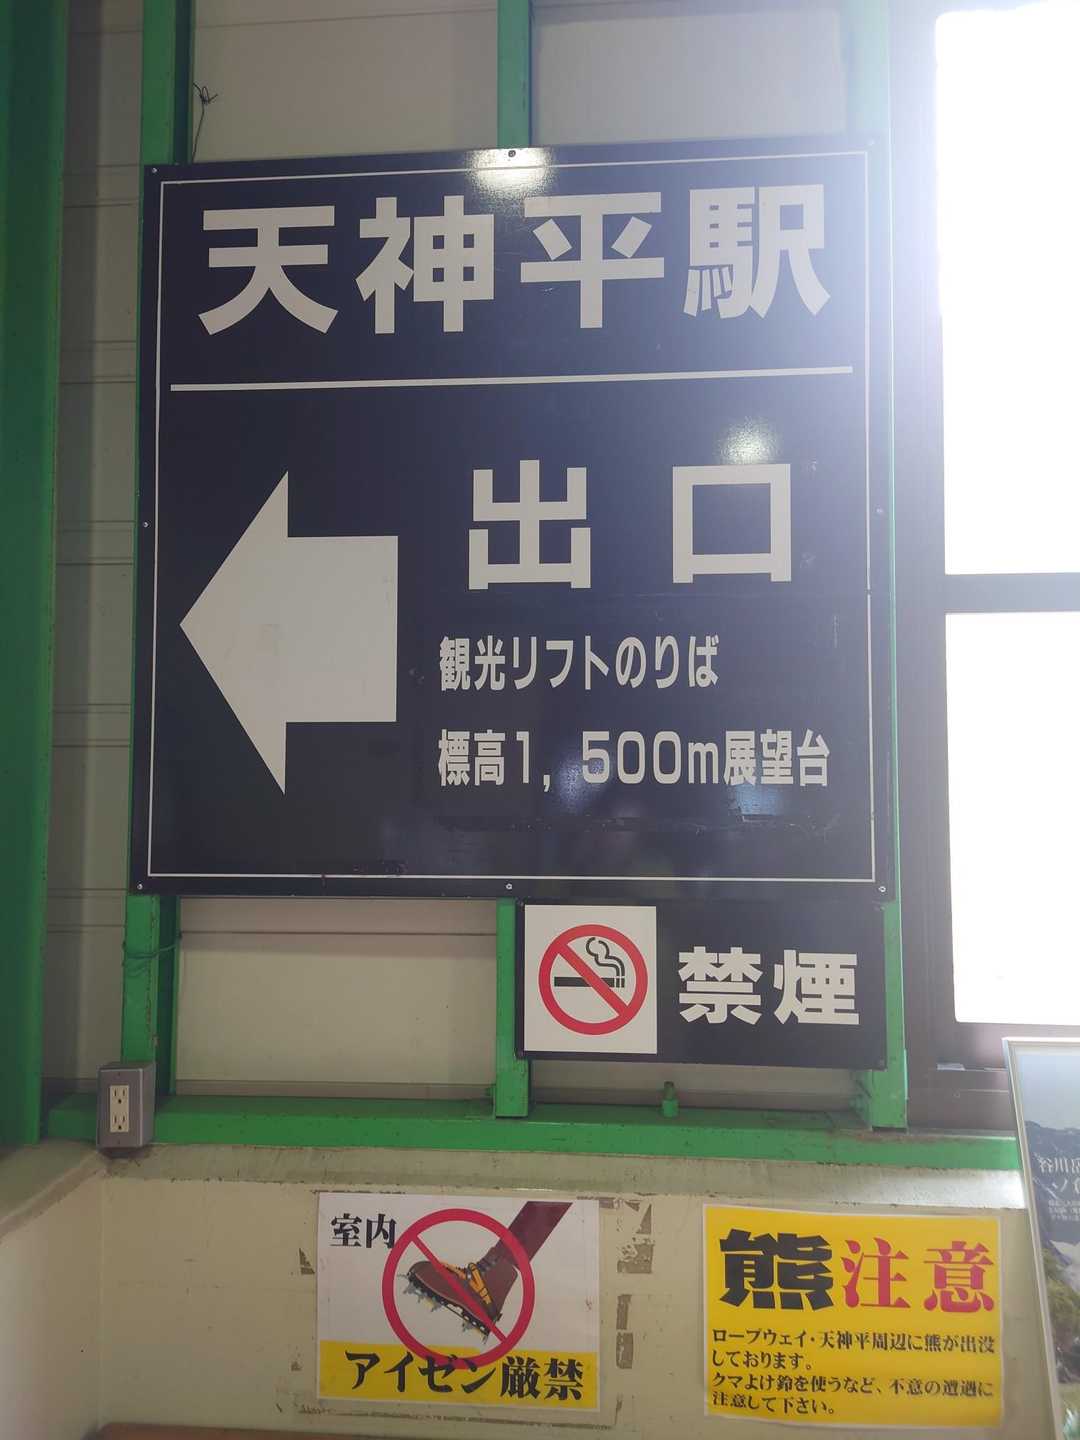 天神平駅
出口
観光リフトのりば
標高1,500m展望台
禁煙
室内
アイゼン厳禁
熊注意
ロープウェイ・天神平周辺に熊が出没
しております。
クマよけ鈴を使うなど、不意の遭遇に
注意して下さい。